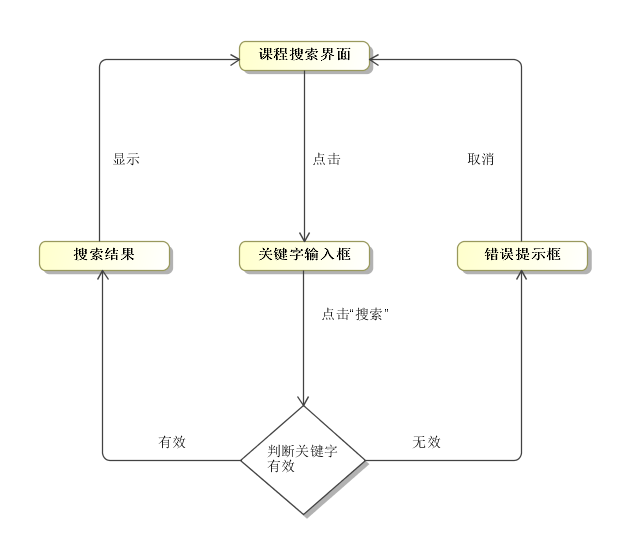 课程搜索界面
显示
点击
取消
搜索结果
关键字输入框
错误提示框
点击“搜索”
有效
判断关键字
有效
无效